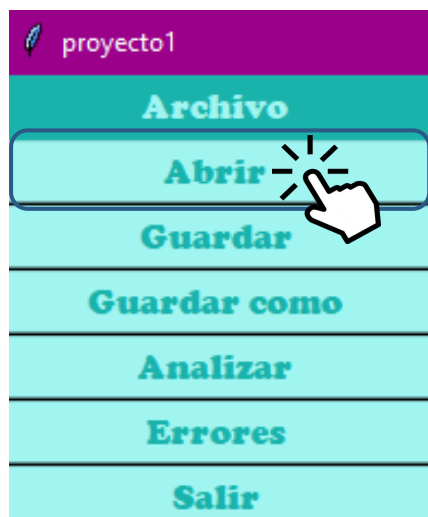 proyecto1
Archivo
Abrir
Guardar
Guardar como
Analizar
Errores
Salir